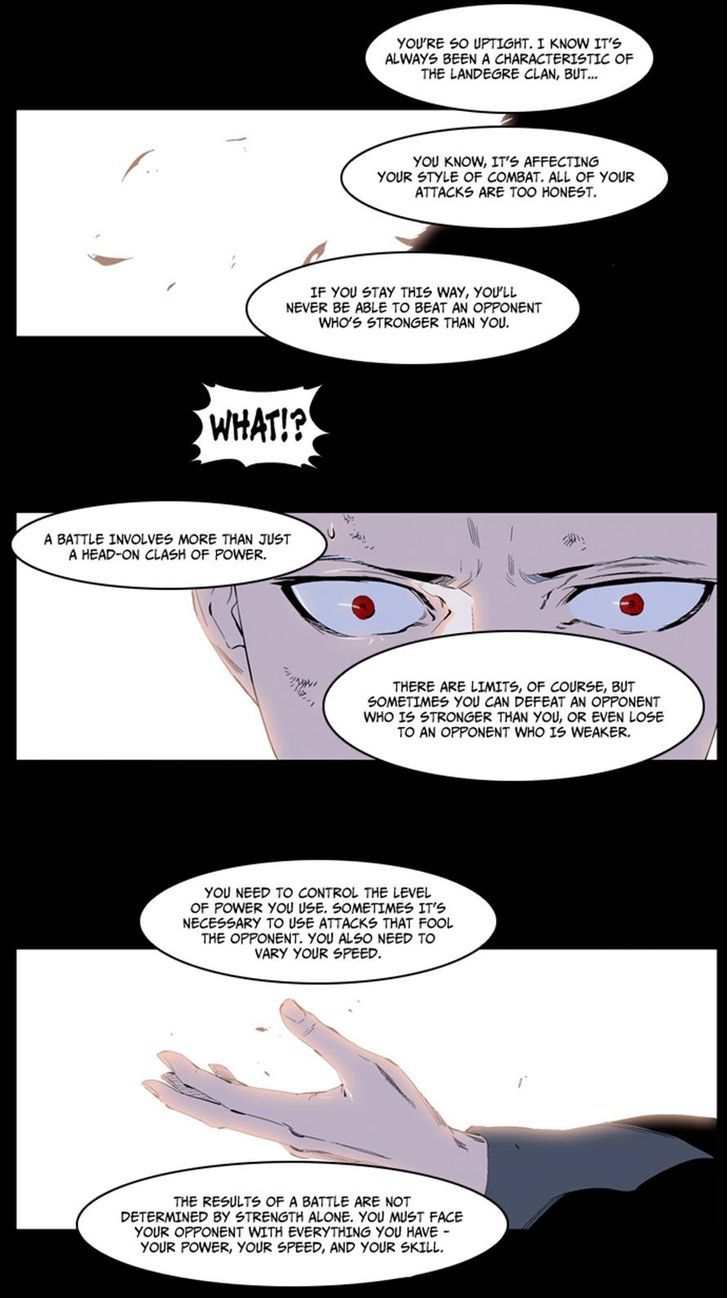 YOU'RE SO UPTIGHT. I KNOW IT'S
ALWAYS BEEN A CHARACTERISTIC OF
THE LANDEGRE CLAN, BUT...
YOU KNOW, IT'S AFFECTING
YOUR STYLE OF COMBAT. ALL OF YOUR
ATTACKS ARE TOO HONEST.
IF YOU STAY THIS WAY, YOU'LL
NEVER BE ABLE TO BEAT AN OPPONENT
WHO'S STRONGER THAN YOU.
WHAT!?
A BATTLE INVOLVES MORE THAN JUST
A HEAD-ON CLASH OF POWER.
THERE ARE LIMITS, OF COURSE, BUT
SOMETIMES YOU CAN DEFEAT AN OPPONENT
WHO IS STRONGER THAN YOU, OR EVEN LOSE
TO AN OPPONENT WHO IS WEAKER.
YOU NEED TO CONTROL THE LEVEL
OF POWER YOU USE. SOMETIMES IT'S
NECESSARY TO USE ATTACKS THAT FOOL
THE OPPONENT. YOU ALSO NEED TO
VARY YOUR SPEED.
THE RESULTS OF A BATTLE ARE NOT
DETERMINED BY STRENGTH ALONE. YOU MUST FACE
YOUR OPPONENT WITH EVERYTHING YOU HAVE -
YOUR POWER, YOUR SPEED, AND YOUR SKILL.